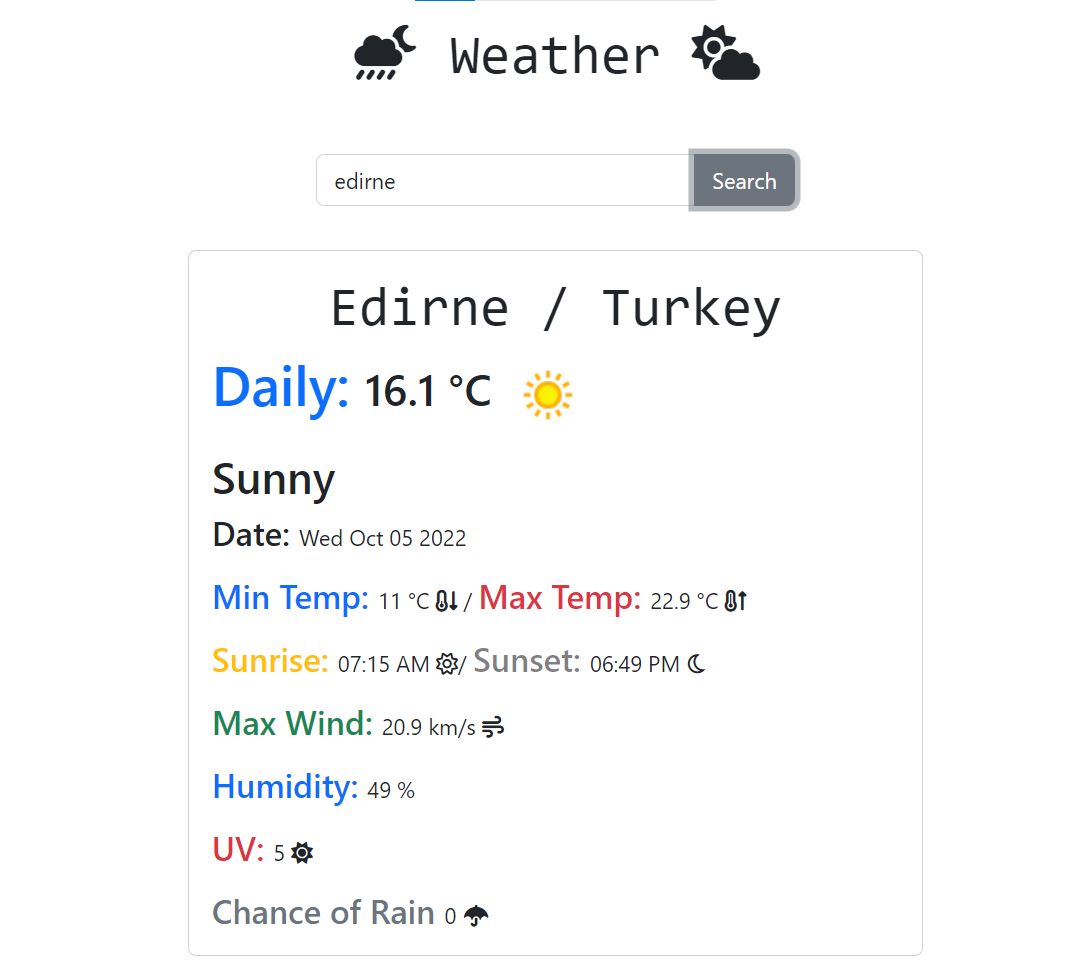 Weather
edirne Search
Edirne / Turkey
Daily: 16.1 °C
Sunny
Date: Wed Oct 05 2022
Min Temp: 11 °C / Max Temp: 22.9 °C
Sunrise: 07:15 AM / Sunset: 06:49 PM
Max Wind: 20.9 km/s
Humidity: 49 %
UV: 5
Chance of Rain 0